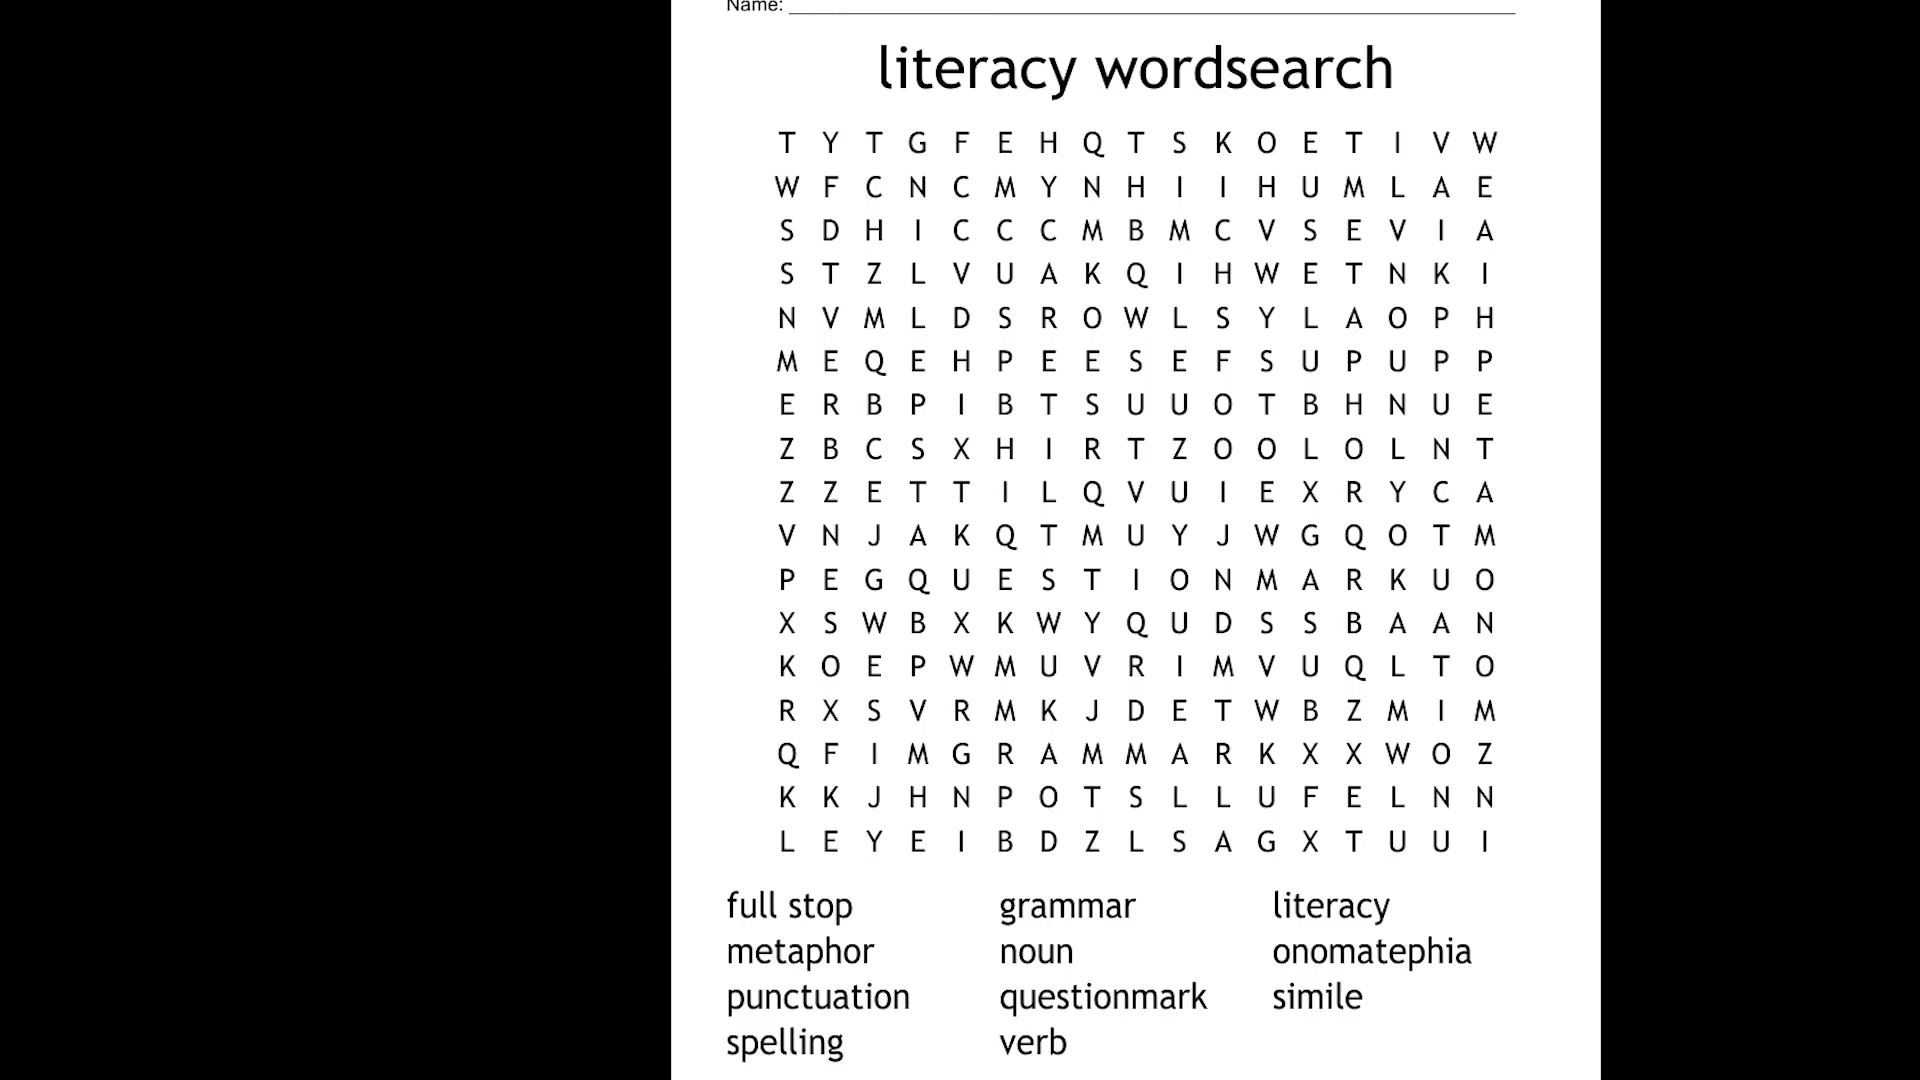 Name:
literacy wordsearch
T Y T G F E H Q T S K O E T I V W
W F C N C M Y N H I I H U M L A E
S D H I C C C M B M C V S E V I A
S T Z L V U A K Q I H W E T N K I
N V M L D S R O W L S Y L A O P H
M E Q E H P E E S E F S U P U P P
E R B P I B T S U U O T B H N U E
Z B C S X H I R T Z O O L O L N T
Z Z E T T I L Q V U I E X R Y C A
V N J A K Q T M U Y J W G Q O T M
P E G Q U E S T I O N M A R K U O
X S W B X K W Y Q U D S S B A A N
K O E P W M U V R I M V U Q L T O
R X S V R M K J D E T W B Z M I M
Q F I M G R A M M A R K X X W O Z
K K J H N P O T S L L U F E L N N
L E Y E I B D Z L S A G X T U U I
full stop grammar literacy
metaphor noun onomatephia
punctuation questionmark simile
spelling verb